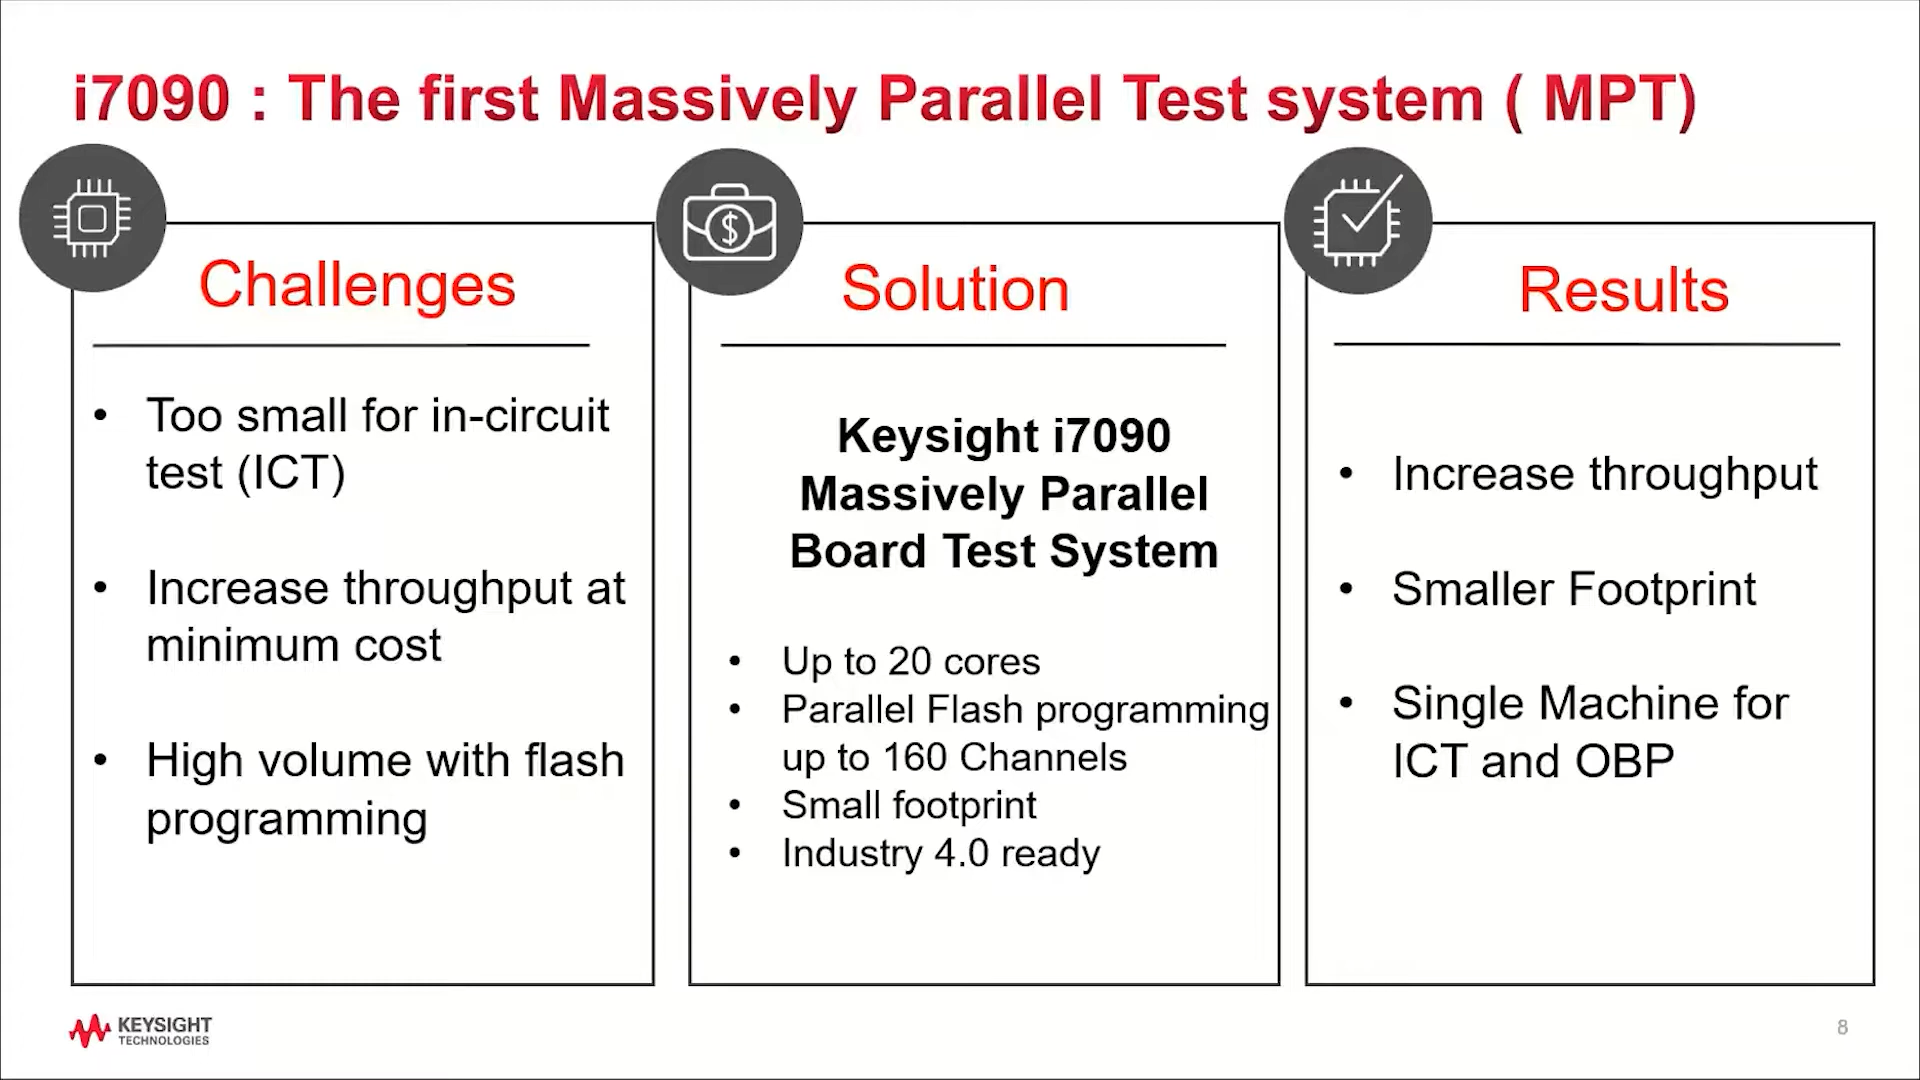 i7090 : The first Massively Parallel Test system ( MPT)
Challenges
• Too small for in-circuit
test (ICT)
• Increase throughput at
minimum cost
• High volume with flash
programming
$
Solution
Keysight i7090
Massively Parallel
Board Test System
• Up to 20 cores
• Parallel Flash programming
up to 160 Channels
• Small footprint
• Industry 4.0 ready
Results
• Increase throughput
• Smaller Footprint
• Single Machine for
ICT and OBP
KEYSIGHT
TECHNOLOGIES
8